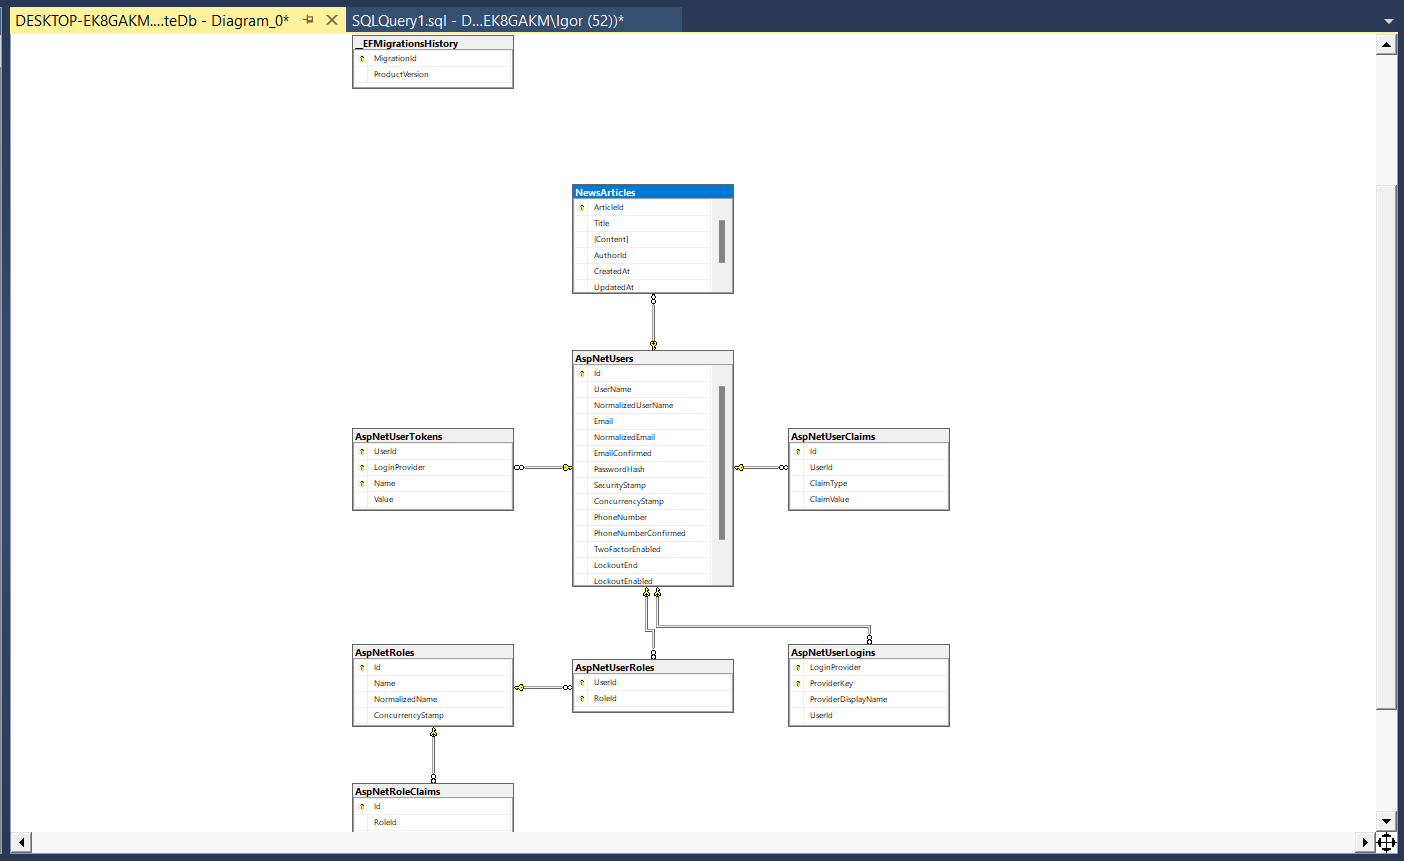 DESKTOP-EK8GAKM....teDb - Diagram_0*
SQLQuery1.sql - D...EK8GAKM\Igor (52))*
__EFMigrationsHistory
MigrationId
ProductVersion
NewsArticles
ArticleId
Title
[Content]
AuthorId
CreatedAt
UpdatedAt
AspNetUsers
Id
UserName
NormalizedUserName
Email
NormalizedEmail
EmailConfirmed
PasswordHash
SecurityStamp
ConcurrencyStamp
PhoneNumber
PhoneNumberConfirmed
TwoFactorEnabled
LockoutEnd
LockoutEnabled
AspNetUserTokens
UserId
LoginProvider
Name
Value
AspNetUserClaims
Id
UserId
ClaimType
ClaimValue
AspNetRoles
Id
Name
NormalizedName
ConcurrencyStamp
AspNetUserRoles
UserId
RoleId
AspNetUserLogins
LoginProvider
ProviderKey
ProviderDisplayName
UserId
AspNetRoleClaims
Id
RoleId